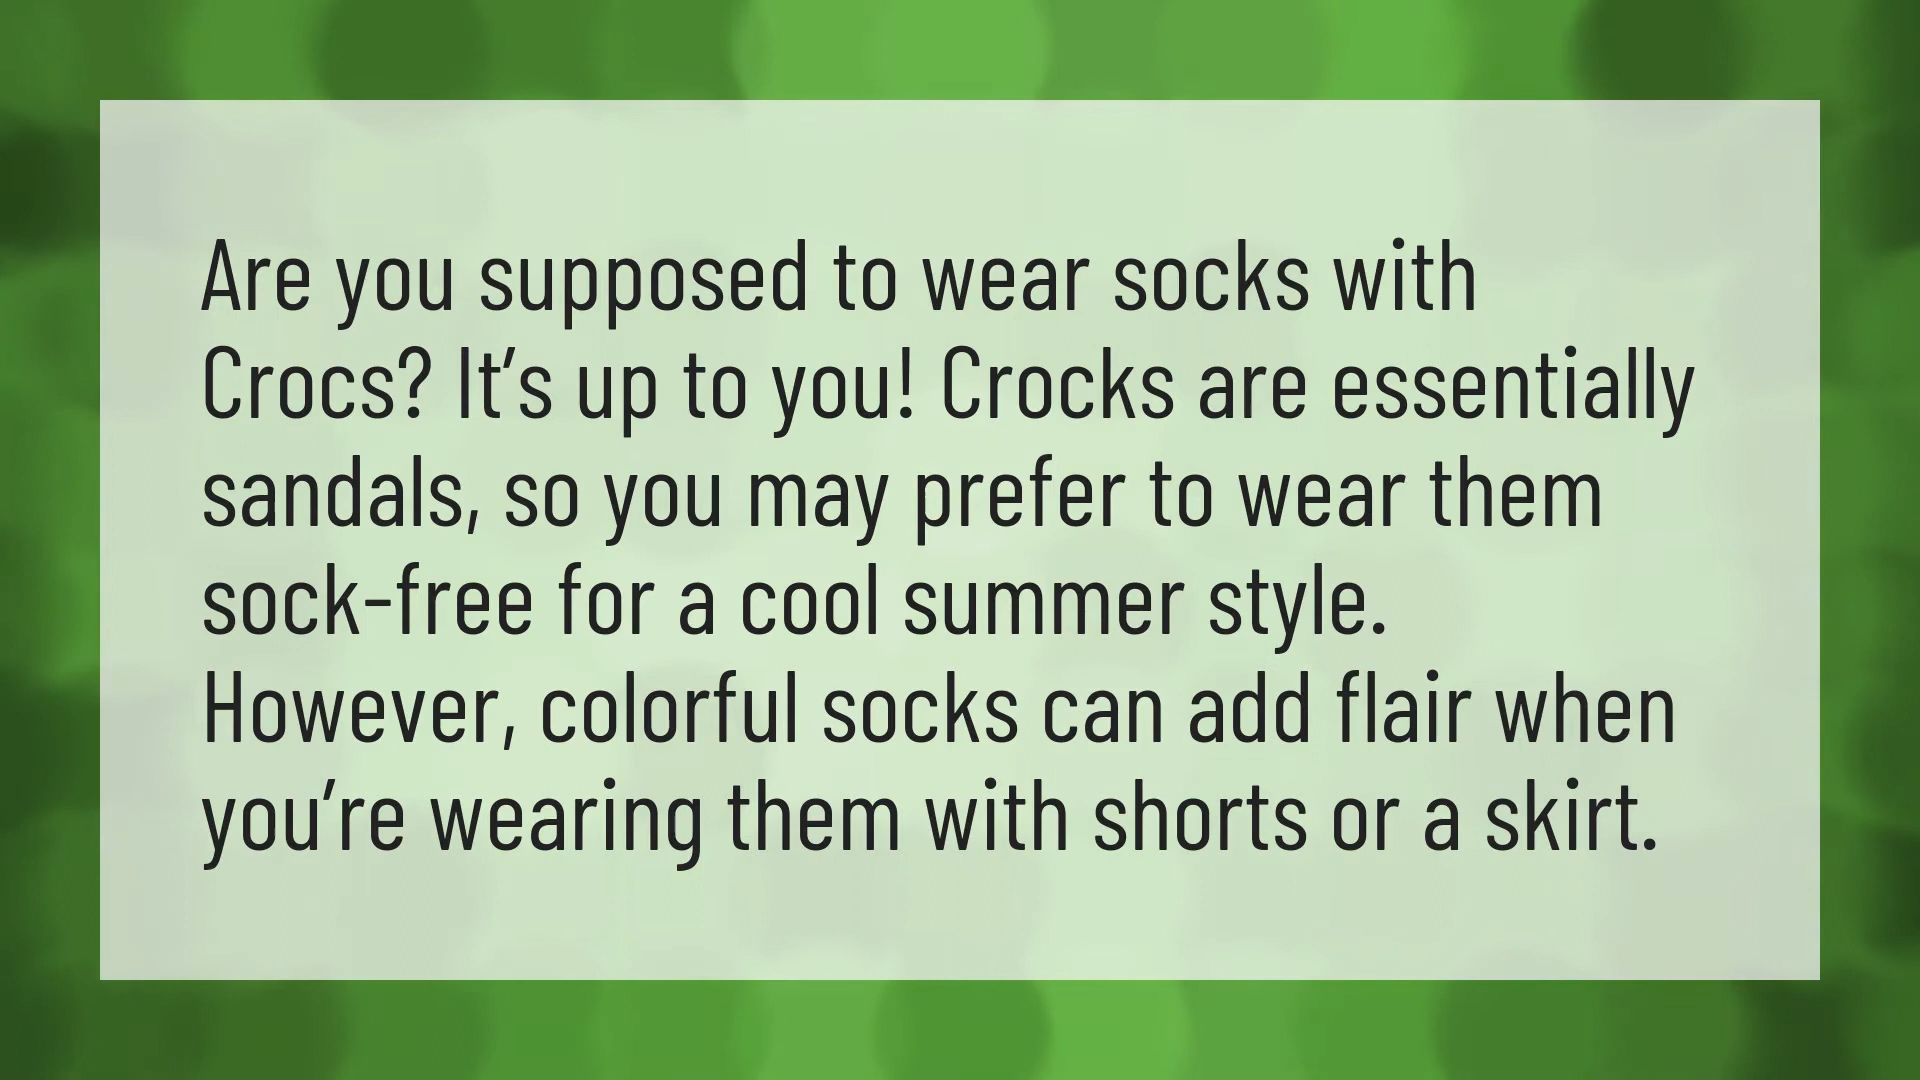 Are you supposed to wear socks with
Crocs? It’s up to you! Crocks are essentially
sandals, so you may prefer to wear them
sock-free for a cool summer style.
However, colorful socks can add flair when
you’re wearing them with shorts or a skirt.